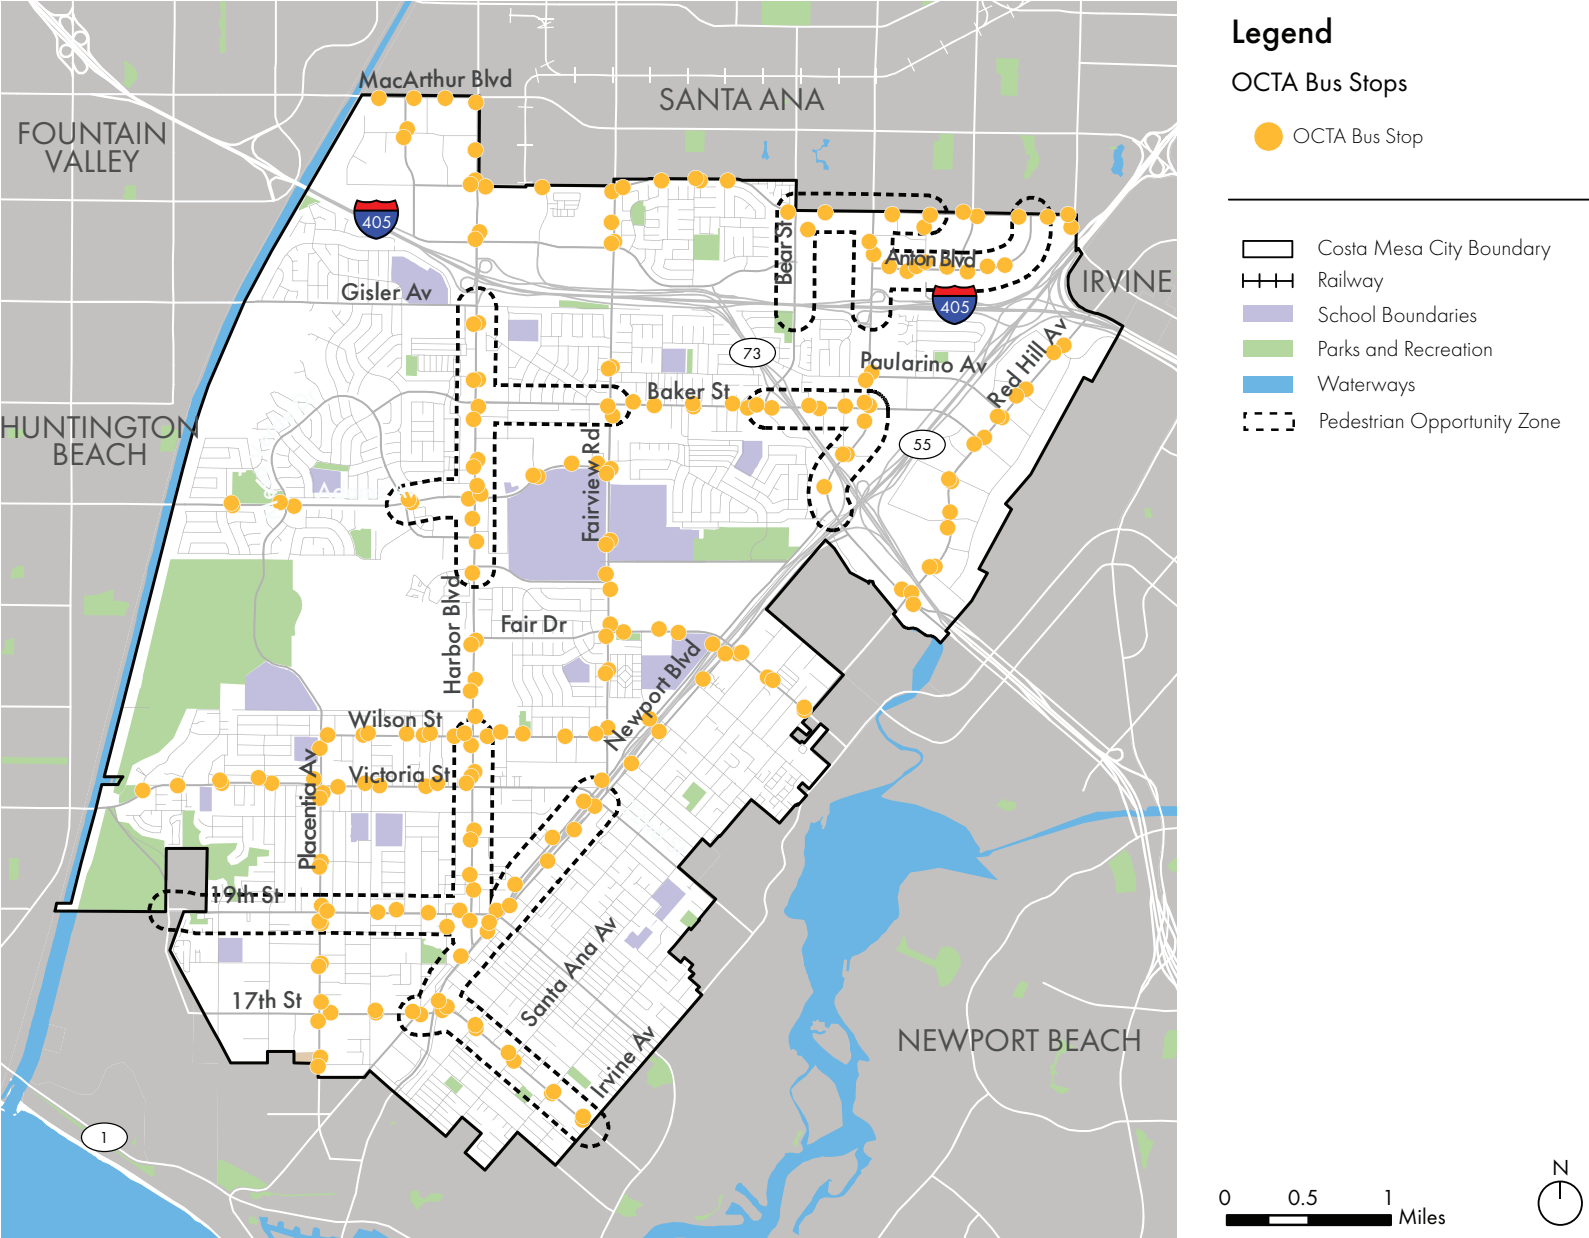 MacArthur Blvd
SANTA ANA
FOUNTAIN
VALLEY
405
Bear St
Anton Blvd
IRVINE
Gisler Av
405
73
Paularino Av
Red Hill Av
Baker St
HUNTINGTON
BEACH
Fairview Rd
55
Harbor Blvd
Fair Dr
Newport Blvd
Wilson St
Victoria St
Placentia Av
19th St
Santa Ana Av
17th St
Irvine Av
NEWPORT BEACH
1
Legend
OCTA Bus Stops
OCTA Bus Stop
Costa Mesa City Boundary
Railway
School Boundaries
Parks and Recreation
Waterways
Pedestrian Opportunity Zone
N
0 0.5 1
Miles